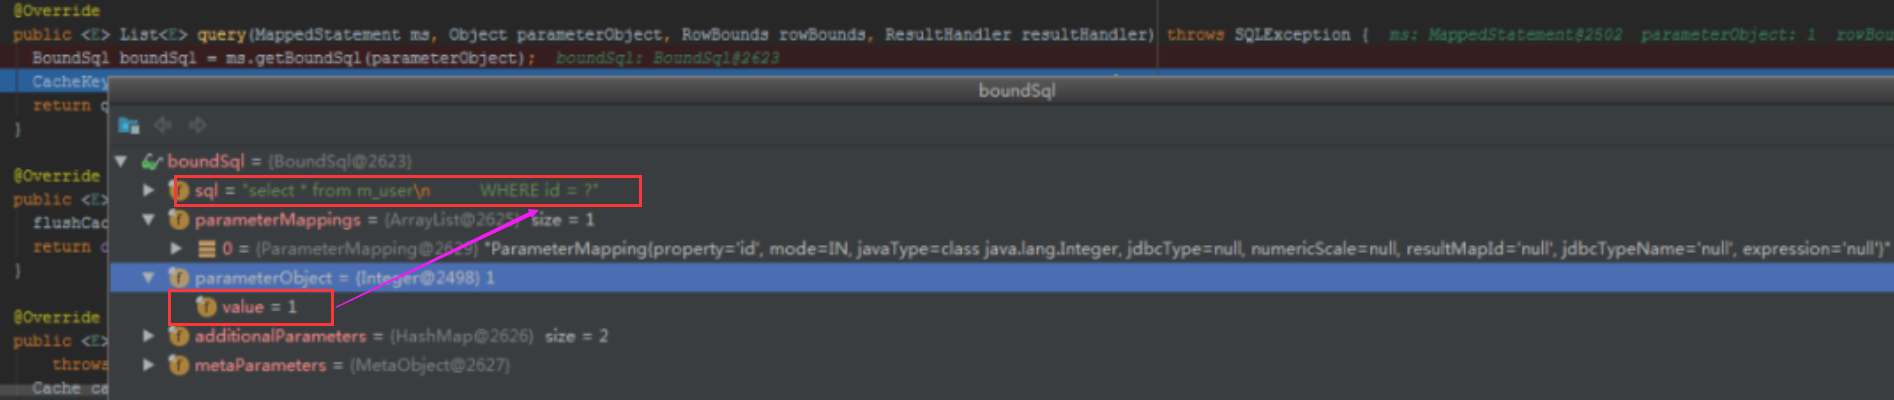 @Override
public <E> List<E> query(MappedStatement ms, Object parameterObject, RowBounds rowBounds, ResultHandler resultHandler) throws SQLException {  ms: MappedStatement@2502  parameterObject: 1  rowBou
BoundSql boundSql = ms.getBoundSql(parameterObject);  boundSql: BoundSql@2623
CacheKey
boundSql
return q
}
boundSql = {BoundSql@2623}
@Override
sql = "select * from m_user\n        WHERE id = ?"
public <E>
parameterMappings = {ArrayList@2625}  size = 1
flushCac
return d
0 = {ParameterMapping@2629} "ParameterMapping{property='id', mode=IN, javaType=class java.lang.Integer, jdbcType=null, numericScale=null, resultMapId='null', jdbcTypeName='null', expression='null'}"
}
parameterObject = {Integer@2498} 1
value = 1
@Override
public <E>
additionalParameters = {HashMap@2626}  size = 2
throws
metaParameters = {MetaObject@2627}
Cache ca